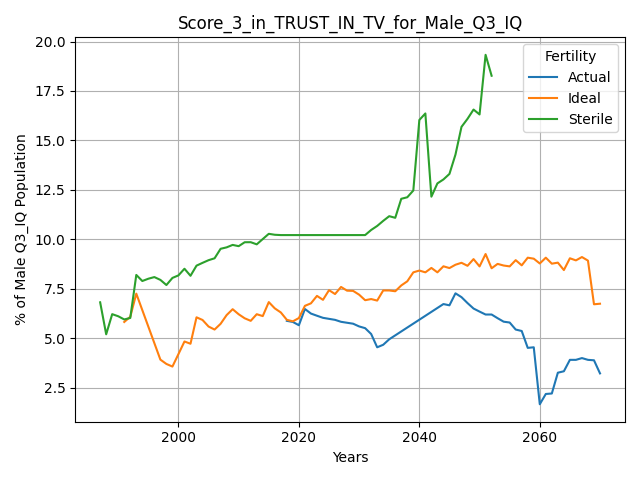 Score_3_in_TRUST_IN_TV_for_Male_Q3_IQ
% of Male Q3_IQ Population
20.0
17.5
15.0
12.5
10.0
7.5
5.0
2.5
Fertility
Actual
Ideal
Sterile
2000
2020
2040
2060
Years